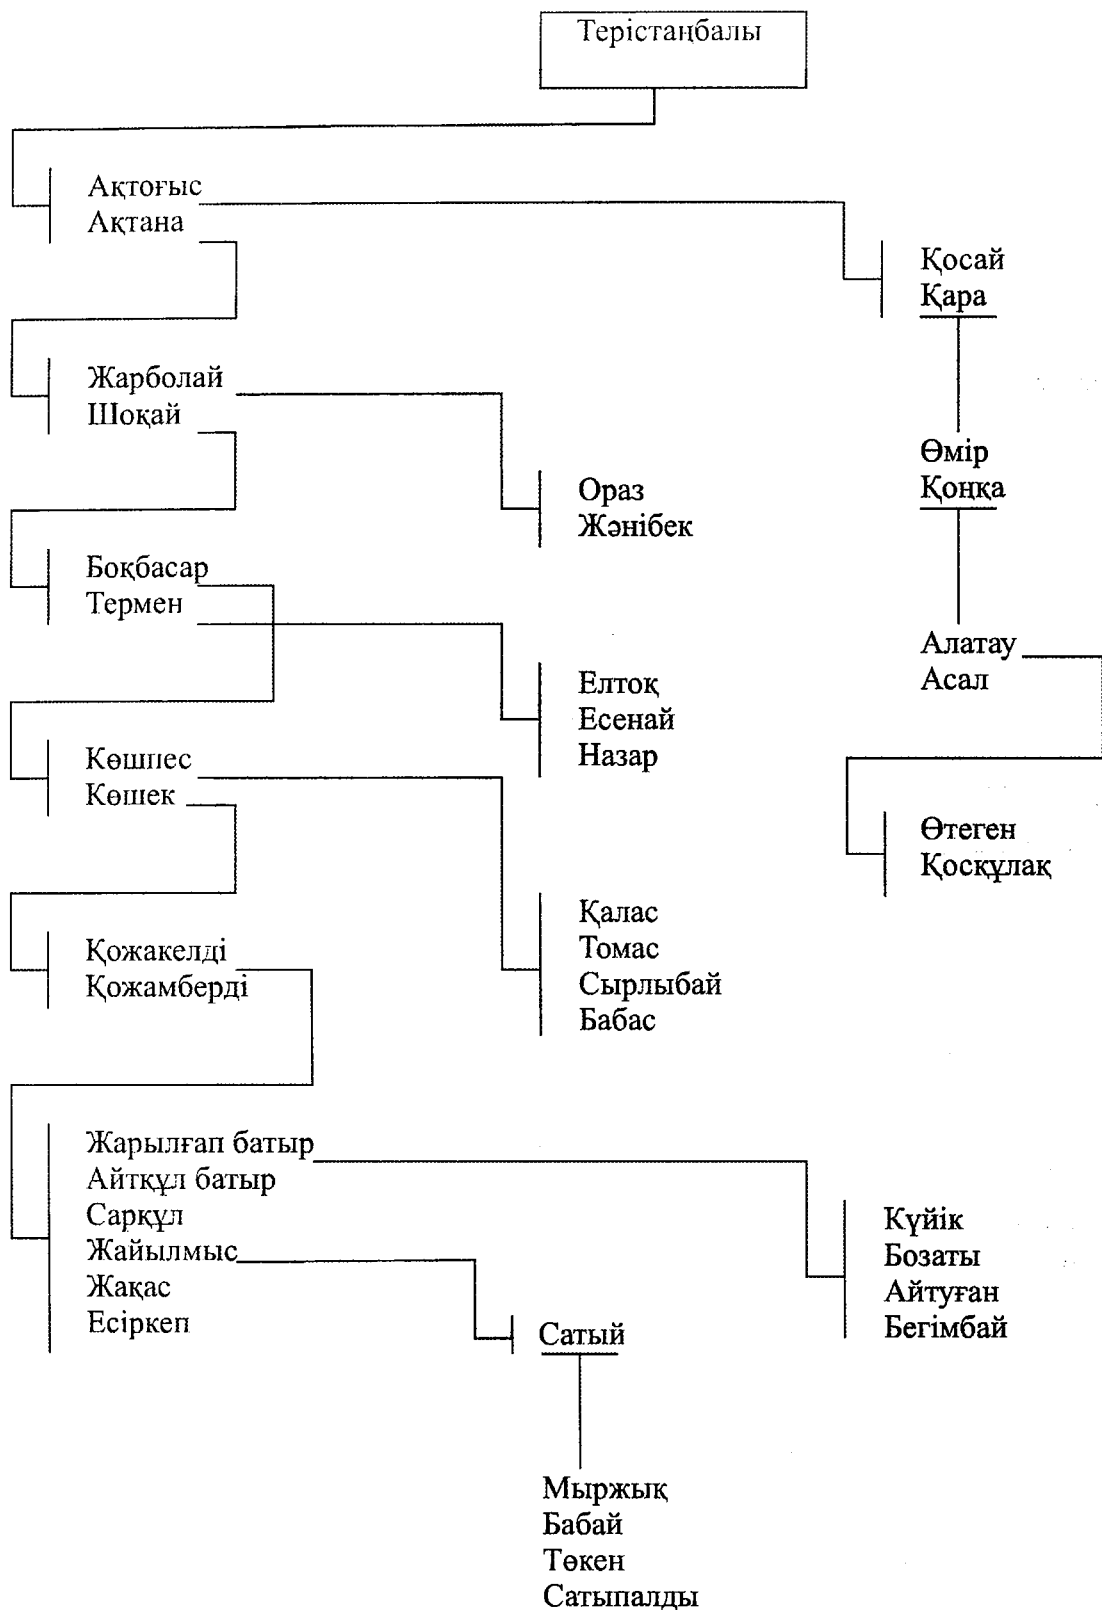 Терістаңбалы
Ақтоғыс
Ақтана
Қосай
Қара
Жарболай
Шоқай
Өмір
Қоңқа
Ораз
Жәнібек
Боқбасар
Термен
Алатау
Асал
Елтоқ
Есенай
Назар
Көшпес
Көшек
Өтеген
Қосқұлақ
Қалас
Томас
Сырлыбай
Бабас
Қожакелді
Қожамберді
Жарылғап батыр
Айтқұл батыр
Сарқұл
Жайылмыс
Жақас
Есіркеп
Күйік
Бозаты
Айтуған
Бегімбай
Сатый
Мыржық
Бабай
Төкен
Сатыпалды